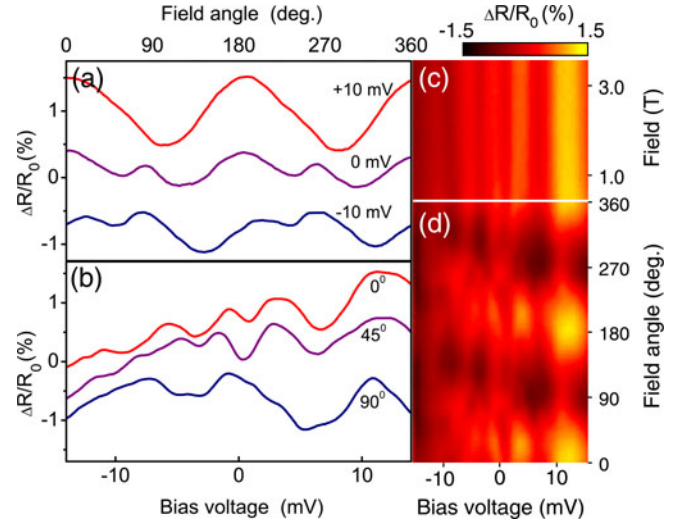 Field angle (deg.)
0 90 180 270 360
ΔR/R0 (%)
-1.5 1.5
(a)
+10 mV
0 mV
-10 mV
1
0
-1
ΔR/R0(%)
(b)
0⁰
45⁰
90⁰
1
0
-1
ΔR/R0(%)
-10 0 10
Bias voltage (mV)
(c)
3.0
1.0
Field (T)
(d)
360
270
180
90
0
Field angle (deg.)
-10 0 10
Bias voltage (mV)